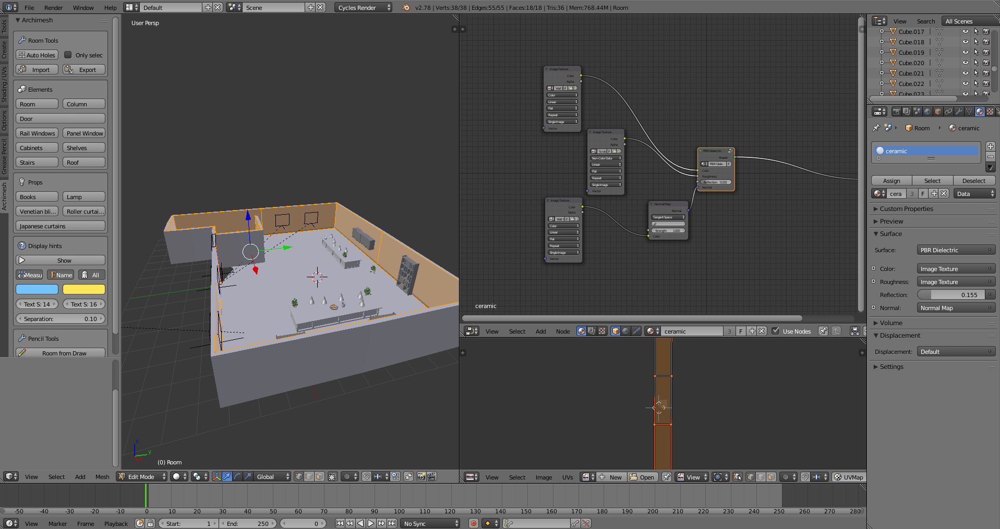 File Render Window Help Default Scene Cycles Render v2.78 | Verts:38/38 | Edges:55/55 | Faces:18/18 | Tris:36 | Mem:768.44M | Room
Tools
Create
Shading / UVs
Options
Grease Pencil
Archimesh
Archimesh
Room Tools
Auto Holes Only selec
Import Export
Elements
Room Column
Door
Rail Windows Panel Window
Cabinets Shelves
Stairs Roof
Props
Books Lamp
Venetian bli... Roller curtai...
Japanese curtains
Display hints
Show
Measu Name All
Text S: 14 Text S: 16
Separation: 0.10
Pencil Tools
Room from Draw
User Persp
(0) Room
View Select Add Mesh Edit Mode Global
Image Texture
Color
Alpha
Wall 3 F
Color
Linear
Flat
Repeat
Single Image
Vector
Image Texture
Color
Alpha
Scrat F
Non-Color Data
Linear
Flat
Repeat
Single Image
Vector
Image Texture
Color
Alpha
Wall 3 F
Color
Linear
Flat
Repeat
Single Image
Vector
Normal Map
Normal
Tangent Space
Strength: 1.000
Color
PBR Dielectric
Shader
PBR Diele... F
Color
Roughness
Reflection: 0.155
Normal
ceramic
View Select Add Node ceramic 3 F Use Nodes
View Select Image UVs New Open View UVMap
View Search All Scenes
Cube.017
Cube.018
Cube.019
Cube.020
Cube.021
Cube.022
Cube.023
Room ceramic
ceramic
Assign Select Deselect
cera 3 F Data
Custom Properties
Preview
Surface
Surface: PBR Dielectric
Color: Image Texture
Roughness: Image Texture
Reflection: 0.155
Normal: Normal Map
Volume
Displacement
Displacement: Default
Settings
-50 -40 -30 -20 -10 0 10 20 30 40 50 60 70 80 90 100 110 120 130 140 150 160 170 180 190 200 210 220 230 240 250 260 270 280
View Marker Frame Playback Start: 1 End: 250 0 No Sync